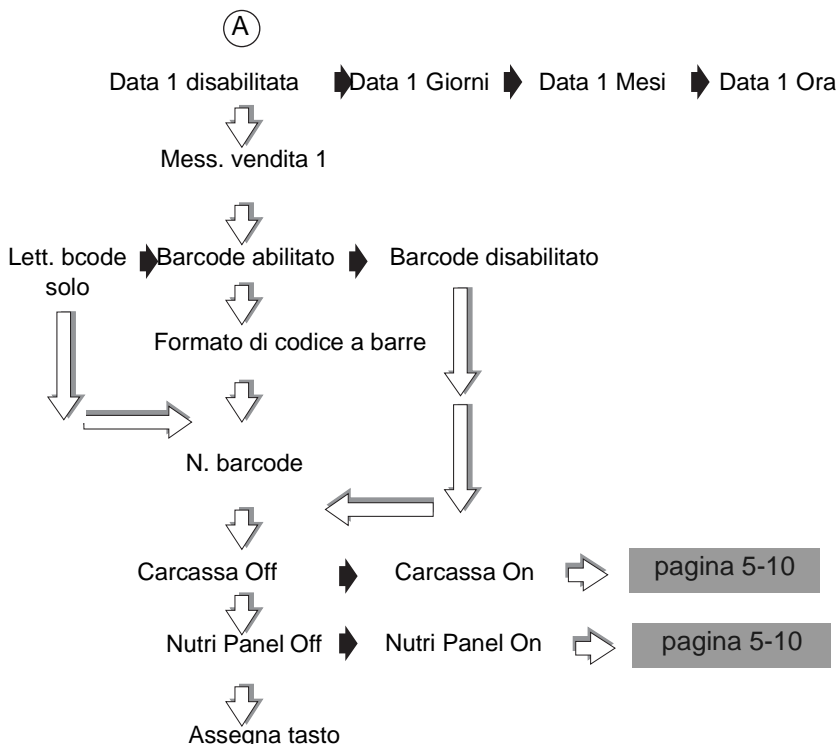 A
Data 1 disabilitata Data 1 Giorni Data 1 Mesi Data 1 Ora
Mess. vendita 1
Lett. bcode solo Barcode abilitato Barcode disabilitato
Formato di codice a barre
N. barcode
Carcassa Off Carcassa On pagina 5-10
Nutri Panel Off Nutri Panel On pagina 5-10
Assegna tasto